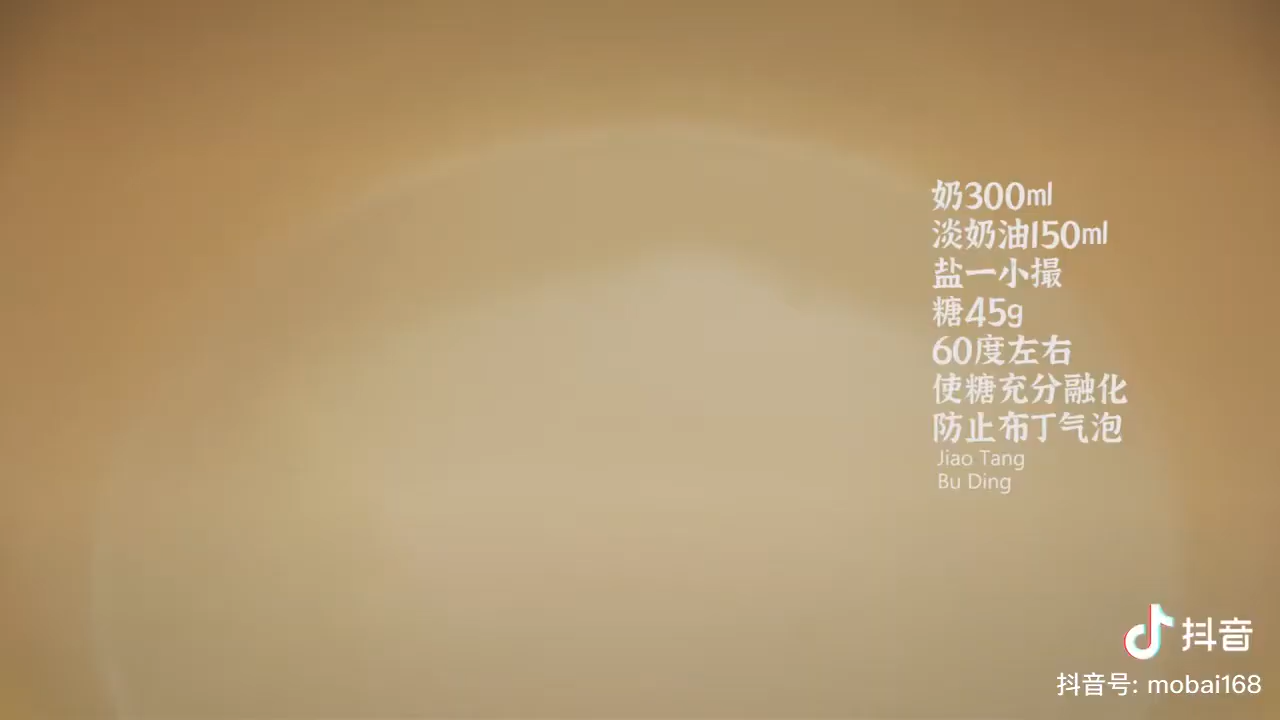 奶300ml
淡奶油150ml
盐一小撮
糖45g
60度左右
使糖充分融化
防止布丁气泡
Jiao Tang
Bu Ding
抖音
抖音号: mobai168